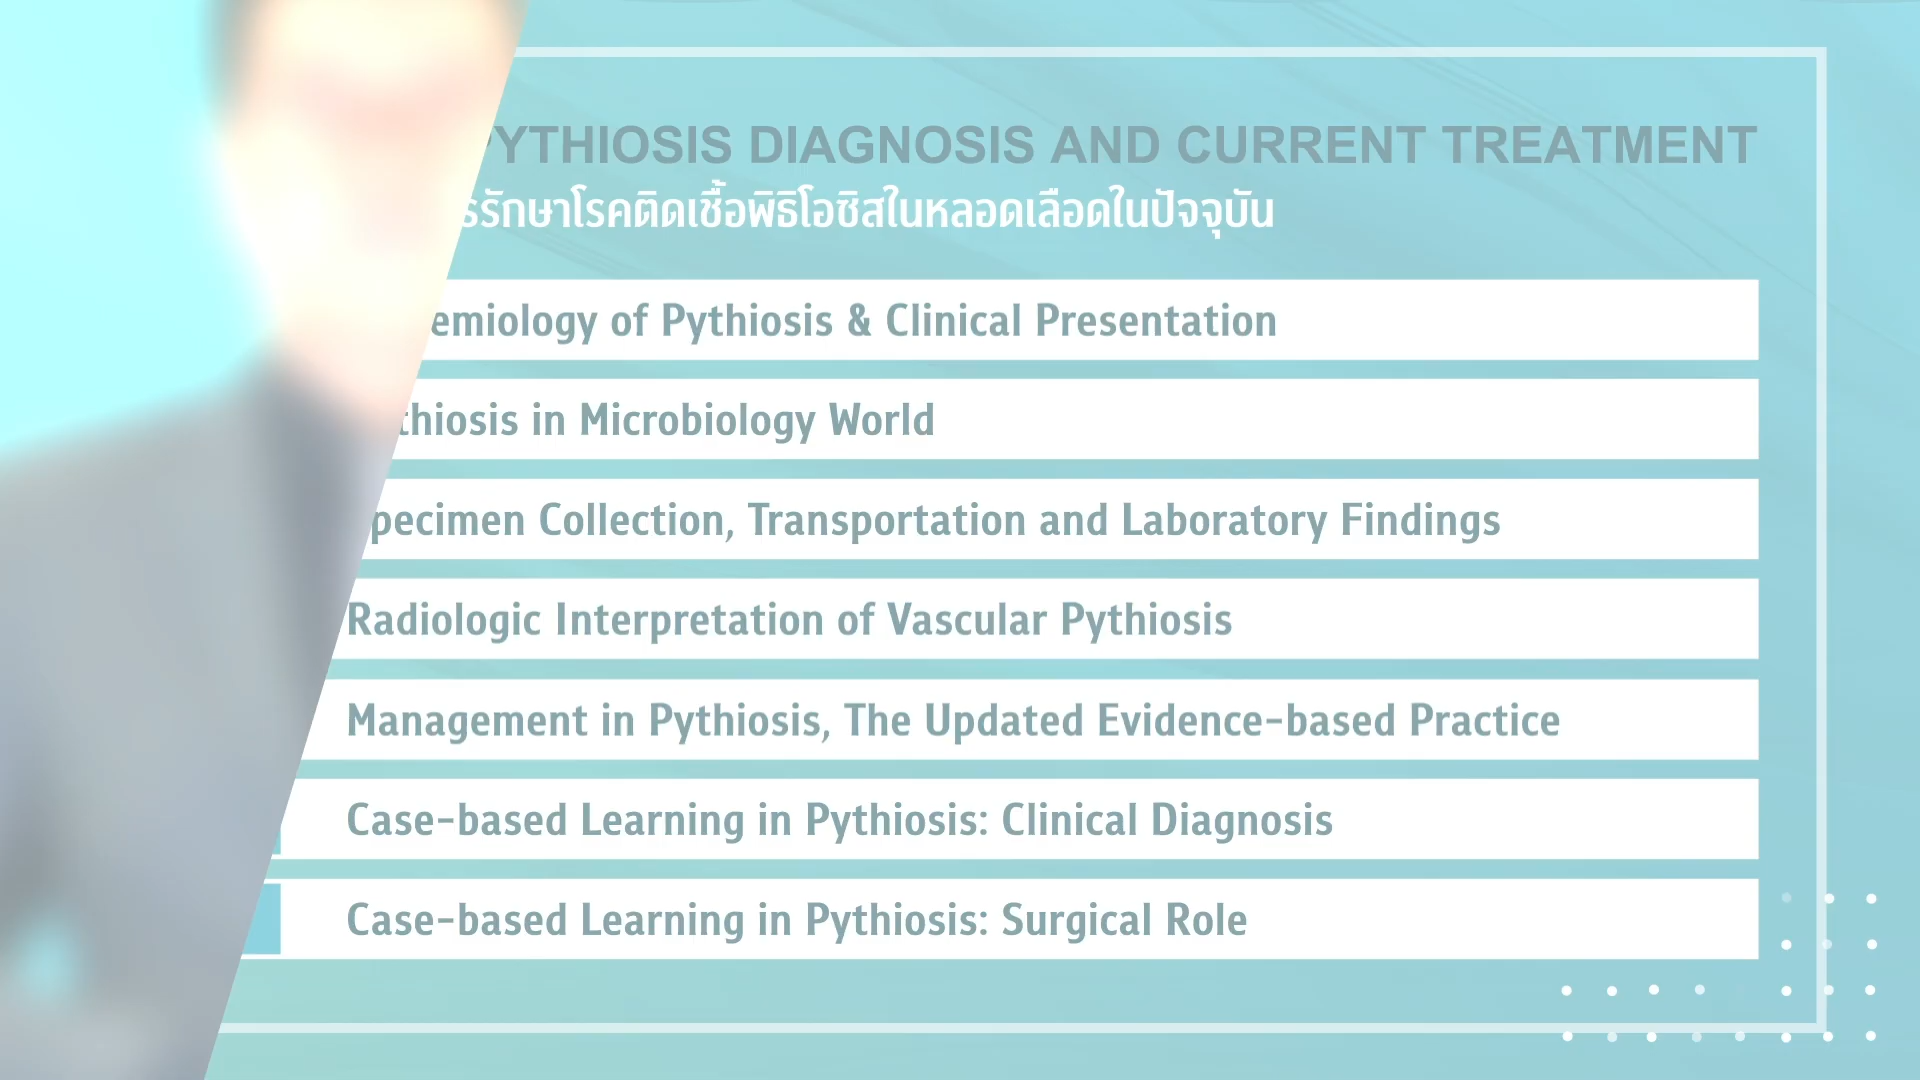 YTHIOSIS DIAGNOSIS AND CURRENT TREATMENT
รรักษาโรคติดเชื้อพิธิโอชิสในหลอดเลือดในปัจจุบัน
emiology of Pythiosis & Clinical Presentation
thiosis in Microbiology World
pecimen Collection, Transportation and Laboratory Findings
Radiologic Interpretation of Vascular Pythiosis
Management in Pythiosis, The Updated Evidence-based Practice
Case-based Learning in Pythiosis: Clinical Diagnosis
Case-based Learning in Pythiosis: Surgical Role